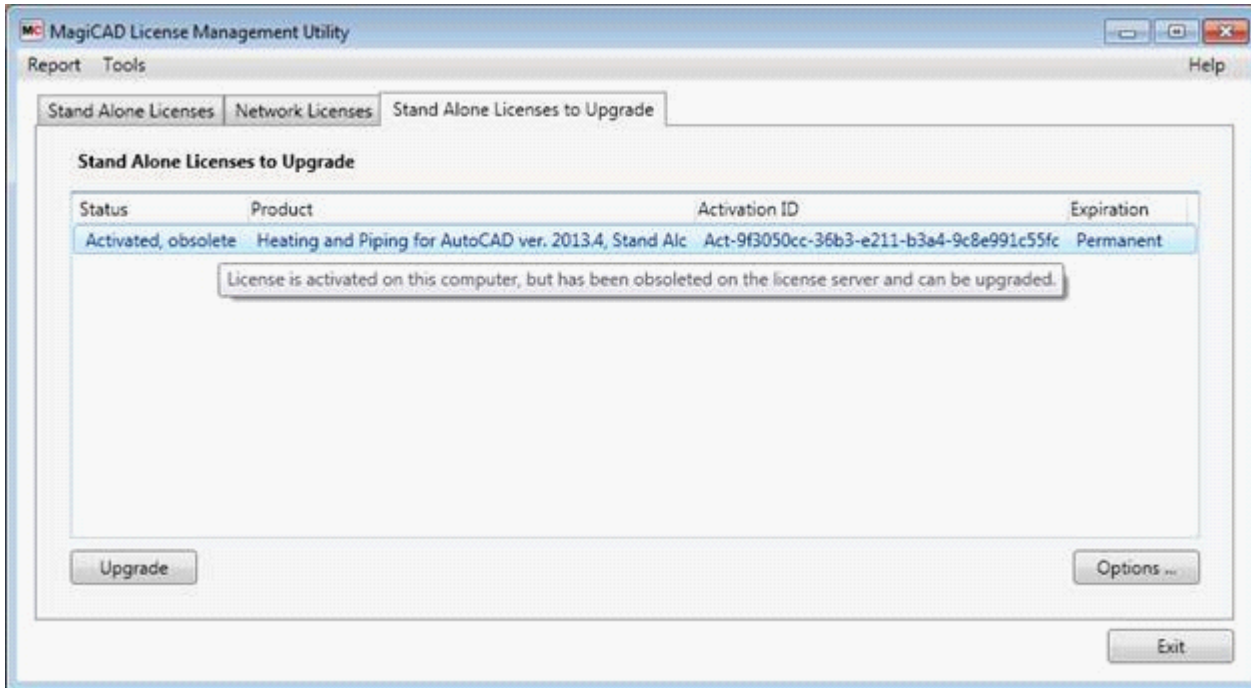 MC MagiCAD License Management Utility
Report Tools Help
Stand Alone Licenses Network Licenses Stand Alone Licenses to Upgrade
Stand Alone Licenses to Upgrade
Status Product Activation ID Expiration
Activated, obsolete Heating and Piping for AutoCAD ver. 2013.4, Stand Alc Act-9f3050cc-36b3-e211-b3a4-9c8e991c55fc Permanent
License is activated on this computer, but has been obsoleted on the license server and can be upgraded.
Upgrade Options ...
Exit